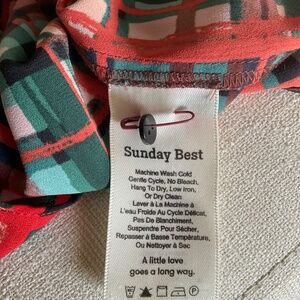 Sunday Best
Machine Wash Cold
Gentle Cycle, No Bleach.
Hang To Dry, Low Iron,
Or Dry Clean
Laver À La Machine À
L'eau Froide Au Cycle Délicat,
Pas De Blanchiment,
Suspendre Pour Sécher,
Repasser à Basse Température,
Ou Nettoyer à Sac
A little love
goes a long way.